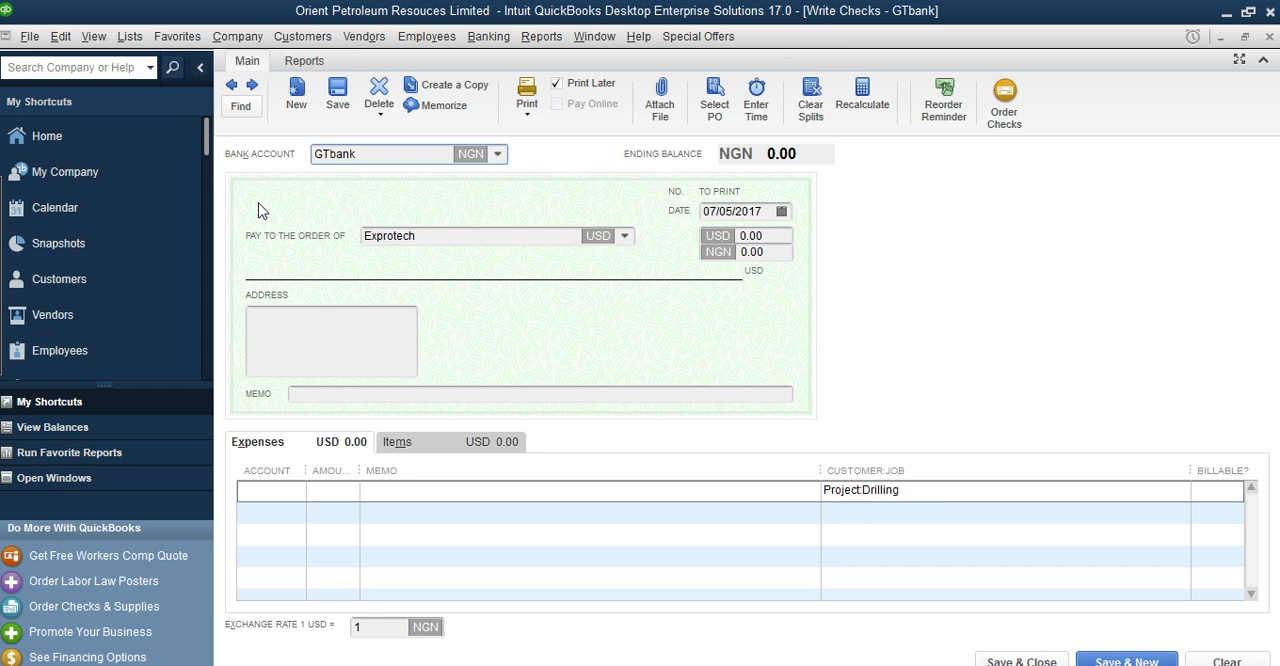 Orient Petroleum Resouces Limited - Intuit QuickBooks Desktop Enterprise Solutions 17.0 - [Write Checks - GTbank]
File Edit View Lists Favorites Company Customers Vendors Employees Banking Reports Window Help Special Offers
Search Company or Help
My Shortcuts
Home
My Company
Calendar
Snapshots
Customers
Vendors
Employees
My Shortcuts
View Balances
Run Favorite Reports
Open Windows
Do More With QuickBooks
Get Free Workers Comp Quote
Order Labor Law Posters
Order Checks & Supplies
Promote Your Business
See Financing Options
Main Reports
Find
New
Save
Delete
Create a Copy
Memorize
Print
Print Later
Pay Online
Attach
File
Select
PO
Enter
Time
Clear
Splits
Recalculate
Reorder
Reminder
Order
Checks
BANK ACCOUNT GTbank NGN ENDING BALANCE NGN 0.00
NO. TO PRINT
DATE 07/05/2017
PAY TO THE ORDER OF Exprotech USD USD 0.00
NGN 0.00
USD
ADDRESS
MEMO
Expenses USD 0.00 Items USD 0.00
ACCOUNT AMOU... MEMO CUSTOMER:JOB BILLABLE?
Project:Drilling
EXCHANGE RATE 1 USD = 1 NGN
Save & Close Save & New Clear